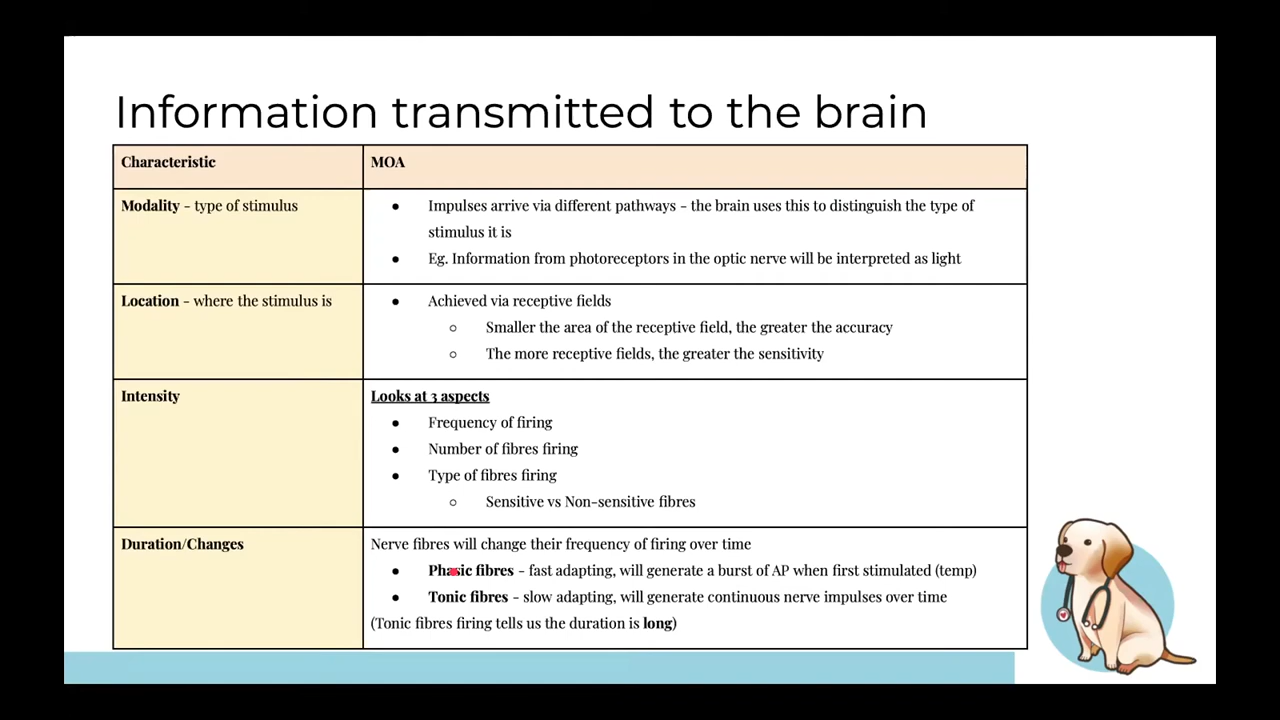 Information transmitted to the brain
Characteristic
MOA
Modality - type of stimulus
● Impulses arrive via different pathways - the brain uses this to distinguish the type of
stimulus it is
● Eg. Information from photoreceptors in the optic nerve will be interpreted as light
Location - where the stimulus is
● Achieved via receptive fields
○ Smaller the area of the receptive field, the greater the accuracy
○ The more receptive fields, the greater the sensitivity
Intensity
Looks at 3 aspects
● Frequency of firing
● Number of fibres firing
● Type of fibres firing
○ Sensitive vs Non-sensitive fibres
Duration/Changes
Nerve fibres will change their frequency of firing over time
● Phasic fibres - fast adapting, will generate a burst of AP when first stimulated (temp)
● Tonic fibres - slow adapting, will generate continuous nerve impulses over time
(Tonic fibres firing tells us the duration is long)